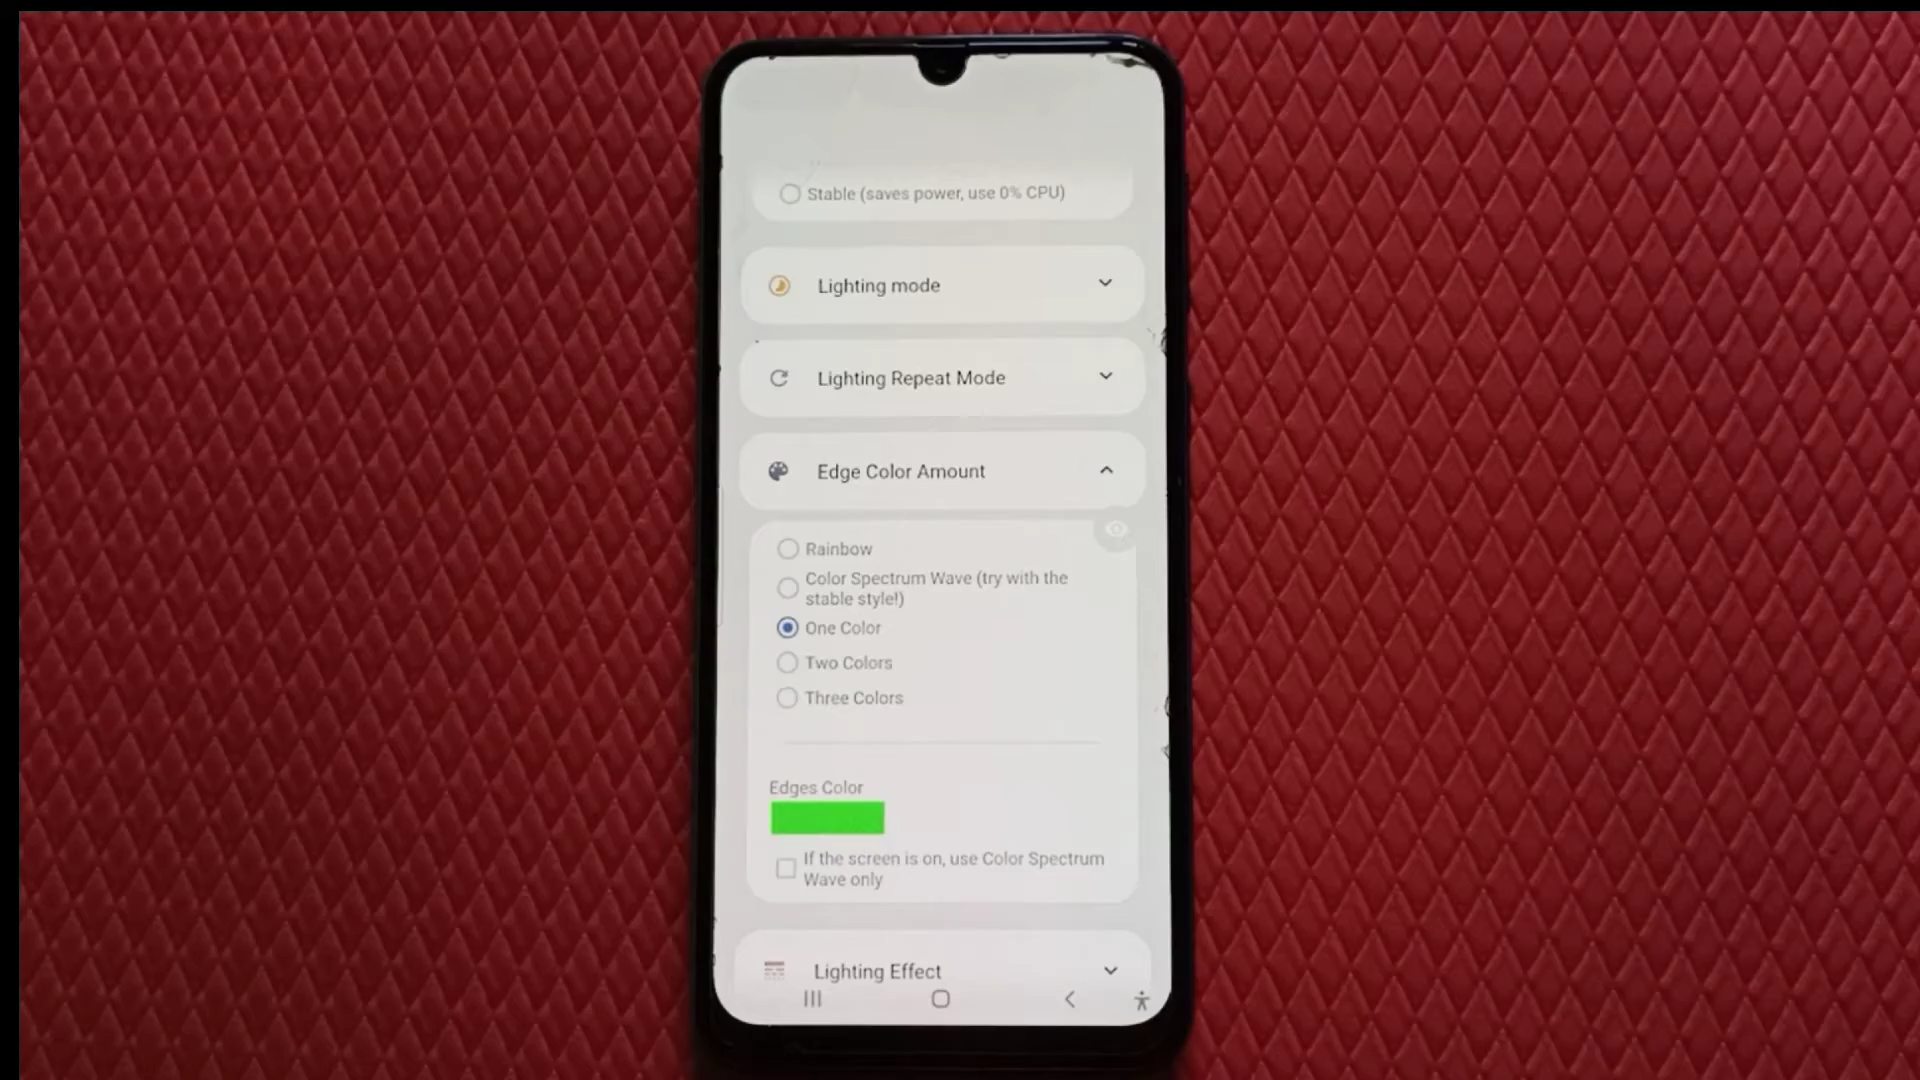 Stable (saves power, use 0% CPU)
Lighting mode
Lighting Repeat Mode
Edge Color Amount
Rainbow
Color Spectrum Wave (try with the
stable style!)
One Color
Two Colors
Three Colors
Edges Color
If the screen is on, use Color Spectrum
Wave only
Lighting Effect